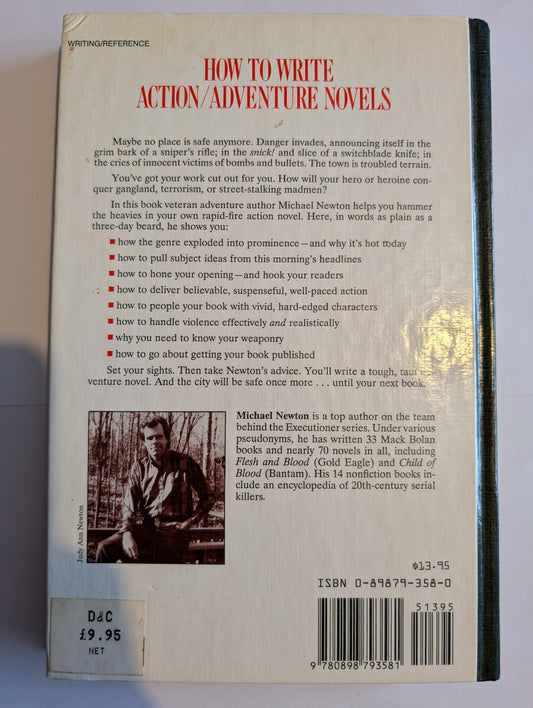 WRITING/REFERENCE
HOW TO WRITE
ACTION/ADVENTURE NOVELS
Maybe no place is safe anymore. Danger invades, announcing itself in the
grim bark of a sniper's rifle; in the snick! and slice of a switchblade knife; in
the cries of innocent victims of bombs and bullets. The town is troubled terrain.
You've got your work cut out for you. How will your hero or heroine con-
quer gangland, terrorism, or street-stalking madmen?
In this book veteran adventure author Michael Newton helps you hammer
the heavies in your own rapid-fire action novel. Here, in words as plain as a
three-day beard, he shows you:
■ how the genre exploded into prominence—and why it's hot today
■ how to pull subject ideas from this morning's headlines
■ how to hone your opening—and hook your readers
■ how to deliver believable, suspenseful, well-paced action
■ how to people your book with vivid, hard-edged characters
■ how to handle violence effectively and realistically
■ why you need to know your weaponry
■ how to go about getting your book published
Set your sights. Then take Newton's advice. You'll write a tough,
venture novel. And the city will be safe once more . . . until your next book.
Michael Newton is a top author on the team
behind the Executioner series. Under various
pseudonyms, he has written 33 Mack Bolan
books and nearly 70 novels in all, including
Flesh and Blood (Gold Eagle) and Child of
Blood (Bantam). His 14 nonfiction books in-
clude an encyclopedia of 20th-century serial
killers.
Judy Ann Newton
$13.95
ISBN 0-89879-358-0
51395
9 780898 793581
D&C
£9.95
NET